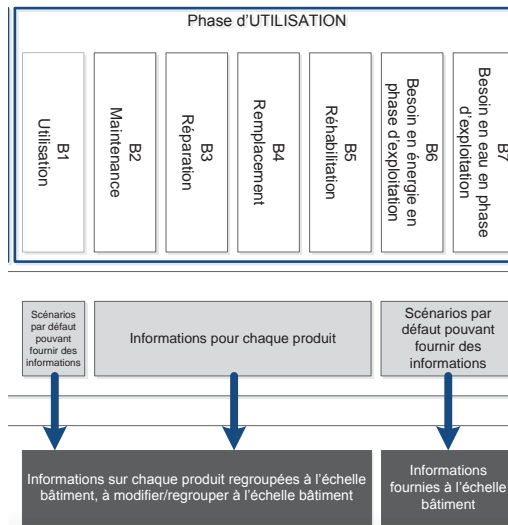 Phase d'UTILISATION
B1
Utilisation
B2
Maintenance
B3
Réparation
B4
Remplacement
B5
Réhabilitation
B6
Besoin en énergie en
phase d'exploitation
B7
Besoin en eau en phase
d'exploitation
Scénarios
par défaut
pouvant
fournir des
informations
Informations pour chaque produit
Scénarios par
défaut pouvant
fournir des
informations
Informations sur chaque produit regroupées à l'échelle
bâtiment, à modifier/regrouper à l'échelle bâtiment
Informations
fournies à l'échelle
bâtiment